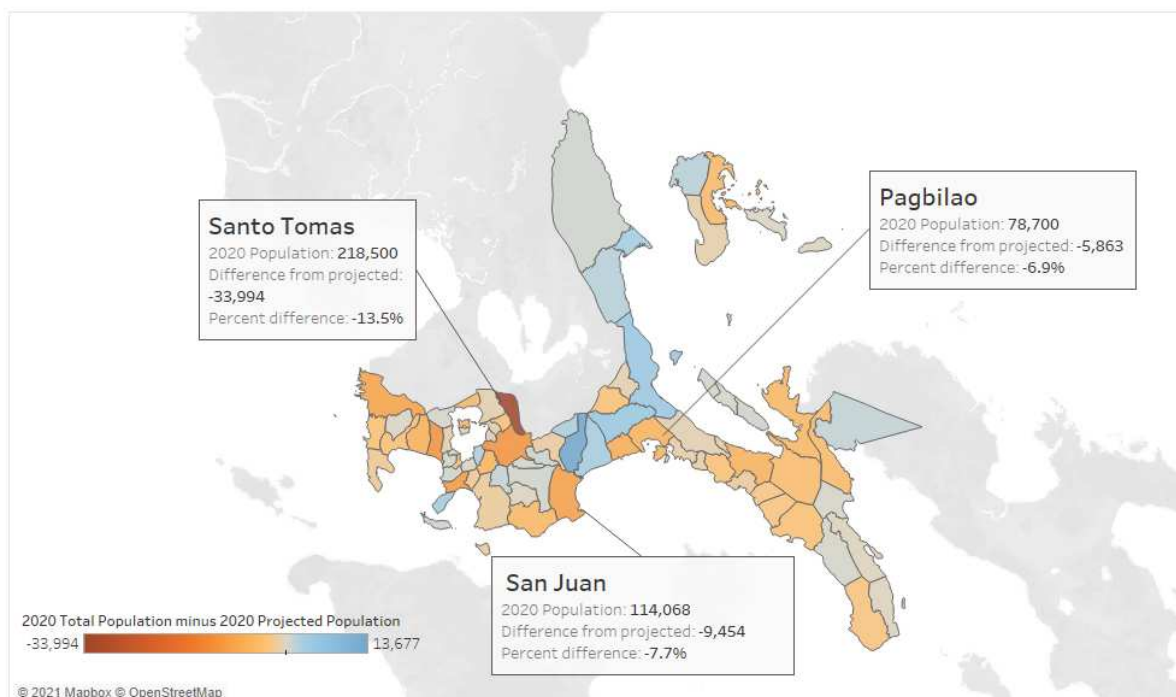 Santo Tomas
2020 Population: 218,500
Difference from projected:
-33,994
Percent difference: -13.5%
Pagbilao
2020 Population: 78,700
Difference from projected: -5,863
Percent difference: -6.9%
San Juan
2020 Population: 114,068
Difference from projected: -9,454
Percent difference: -7.7%
2020 Total Population minus 2020 Projected Population
-33,994 13,677
© 2021 Mapbox © OpenStreetMap